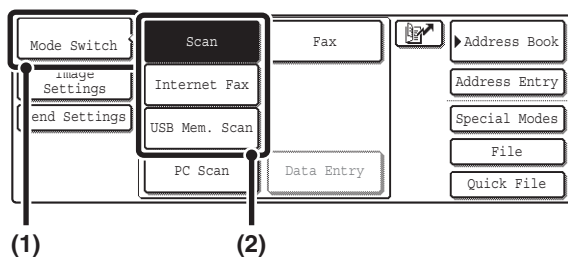 Mode Switch
Scan
Fax
Address Book
Image
Settings
Internet Fax
Address Entry
end Settings
USB Mem. Scan
Special Modes
File
PC Scan
Data Entry
Quick File
(1)
(2)